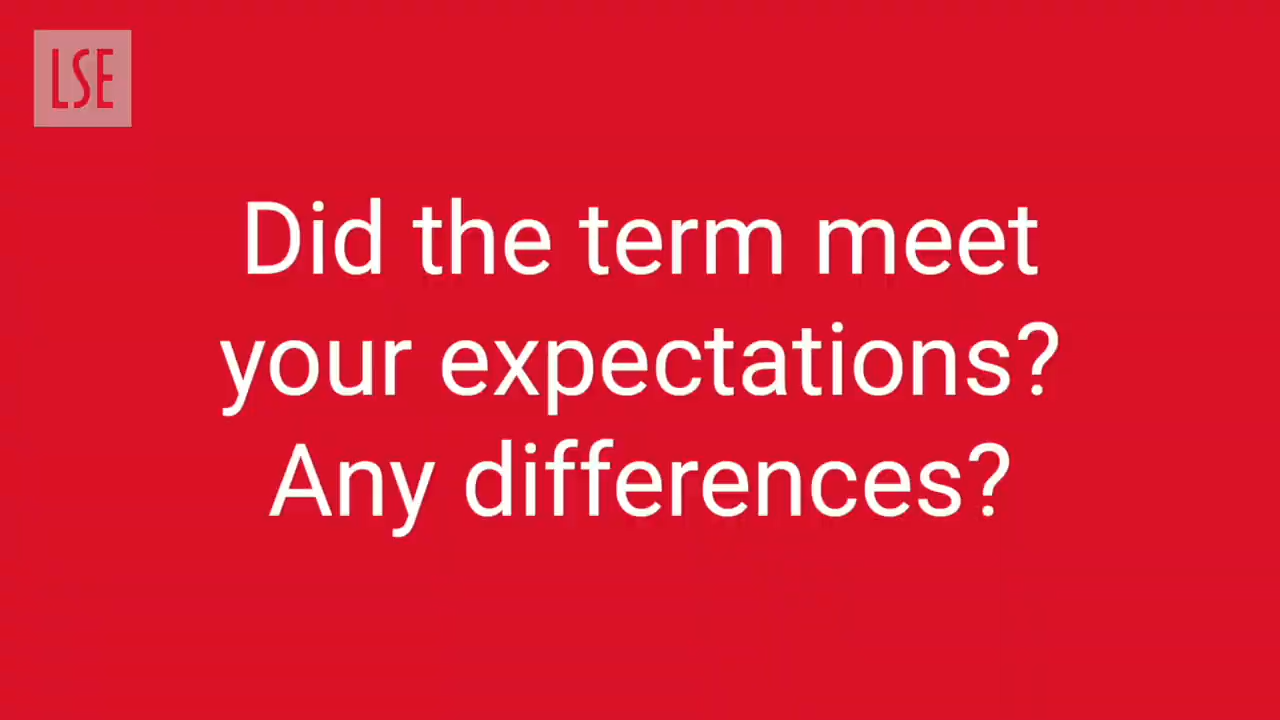 LSE
Did the term meet
your expectations?
Any differences?